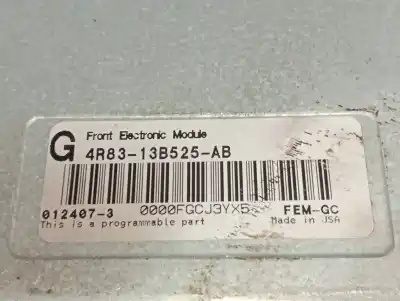 G Front Electronic Module
4R83-13B525-AB
012407-3 0000FGCJ3YX5 FEM-GC
This is a programmable part Made in USA